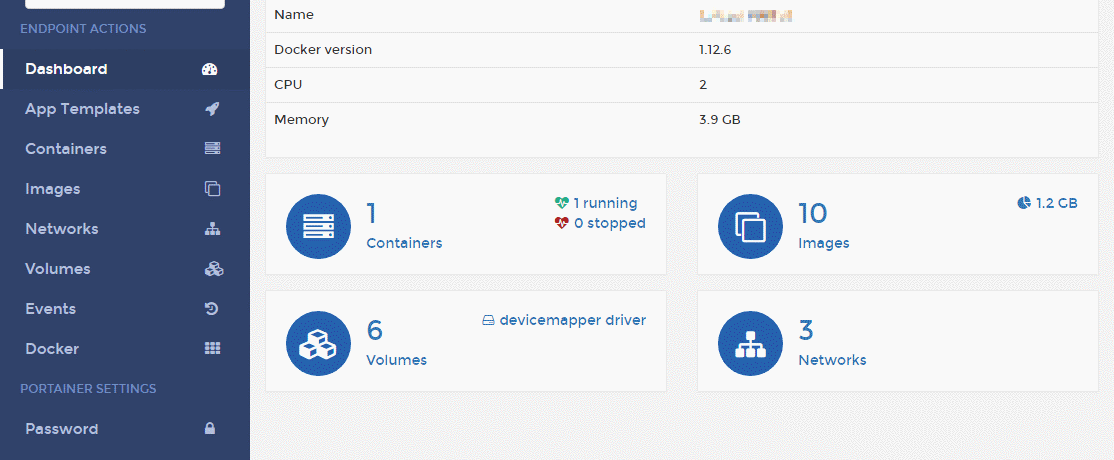 ENDPOINT ACTIONS
Dashboard
App Templates
Containers
Images
Networks
Volumes
Events
Docker
PORTAINER SETTINGS
Password
Name
Docker version 1.12.6
CPU 2
Memory 3.9 GB
1
Containers
1 running
0 stopped
10
Images
1.2 GB
6
Volumes
devicemapper driver
3
Networks